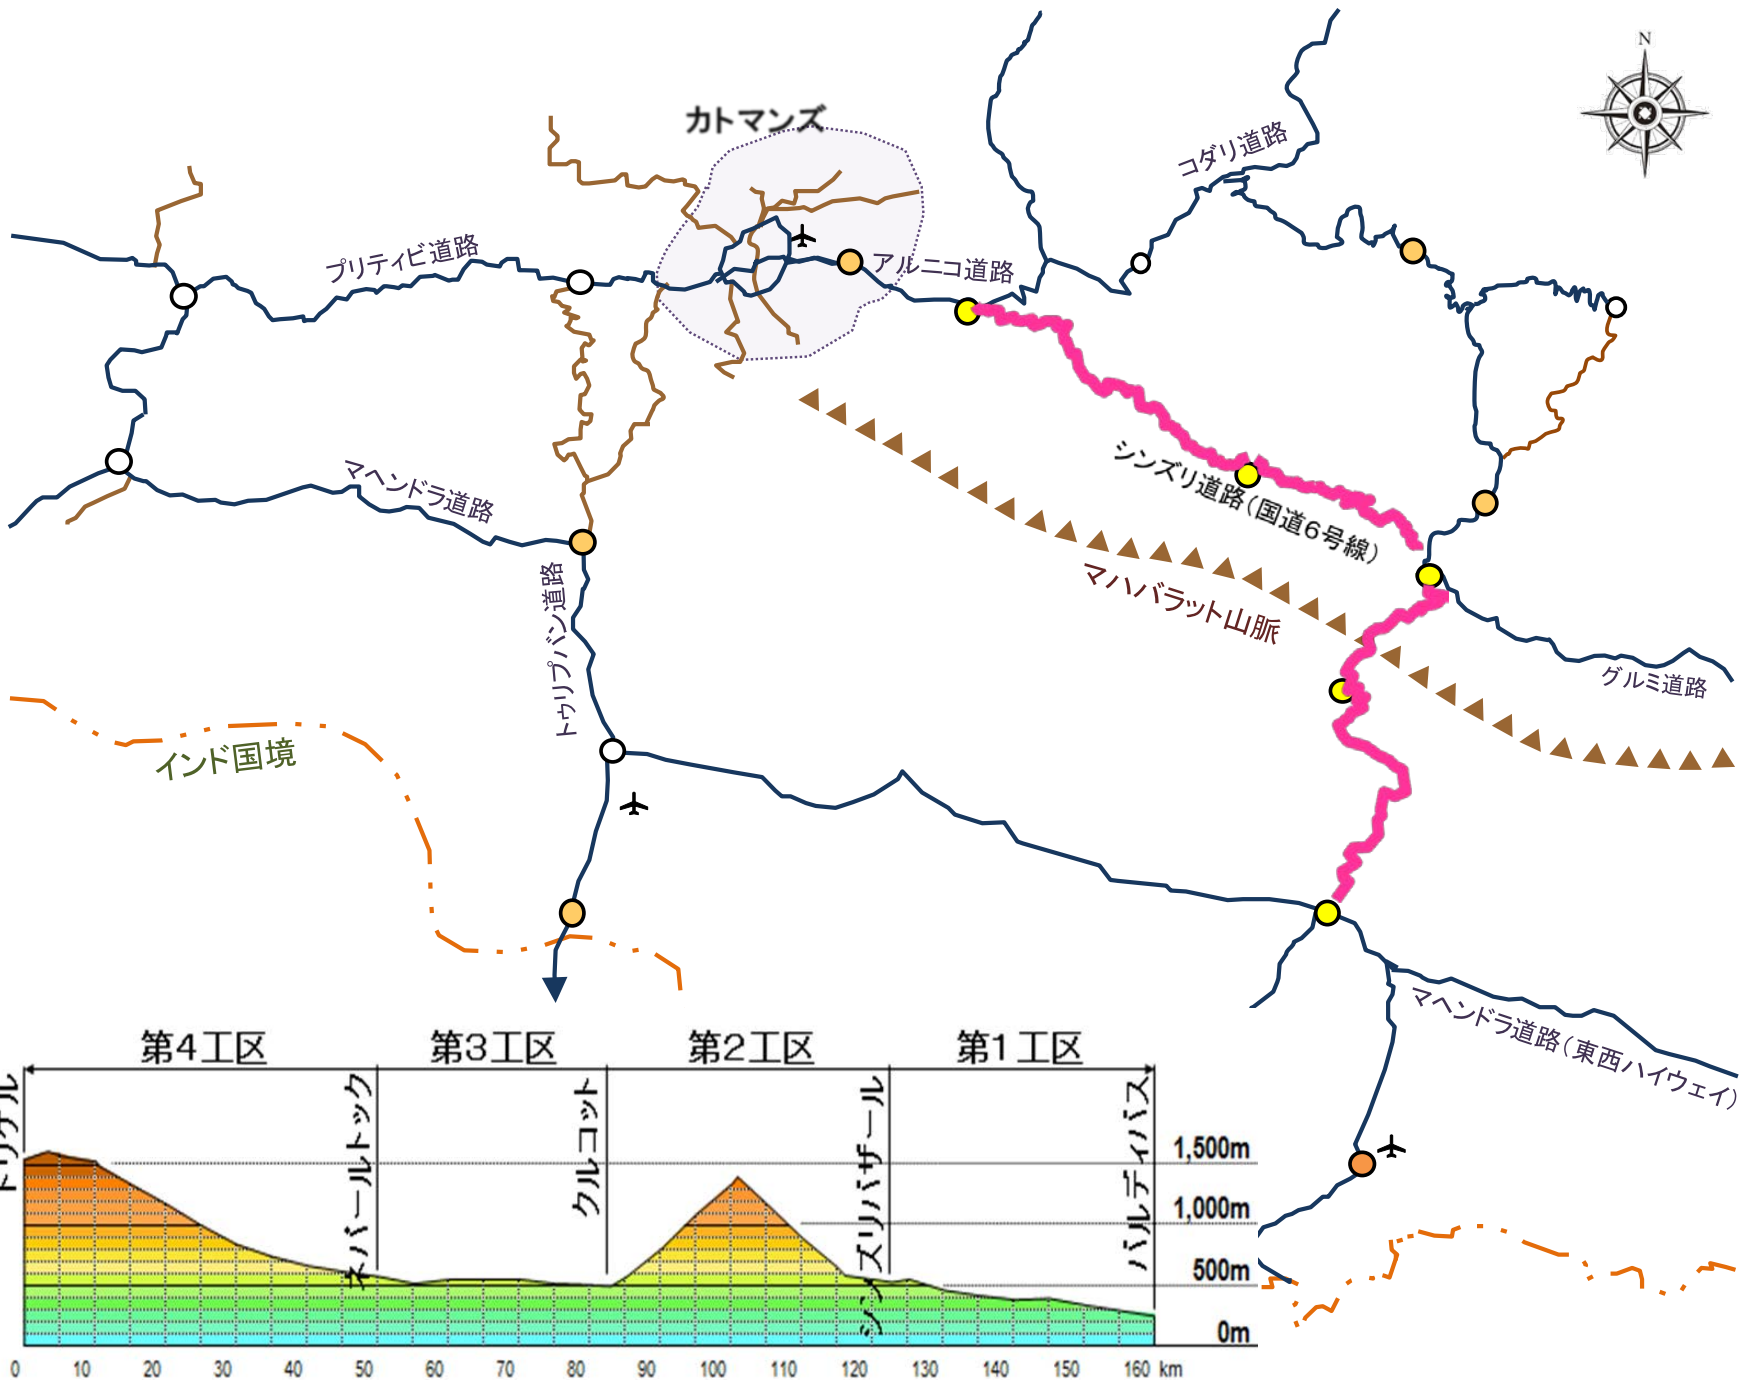 N
カトマンズ
コダリ道路
プリティビ道路
アルニコ道路
マヘンドラ道路
シンズリ道路(国道6号線)
トゥリブバン道路
マハバラット山脈
グルミ道路
インド国境
マヘンドラ道路(東西ハイウェイ)
第4工区
第3工区
第2工区
第1工区
ドリケル
ネパールトック
クルコット
シンズリバザール
バルディバス
1,500m
1,000m
500m
0m
0 10 20 30 40 50 60 70 80 90 100 110 120 130 140 150 160 km